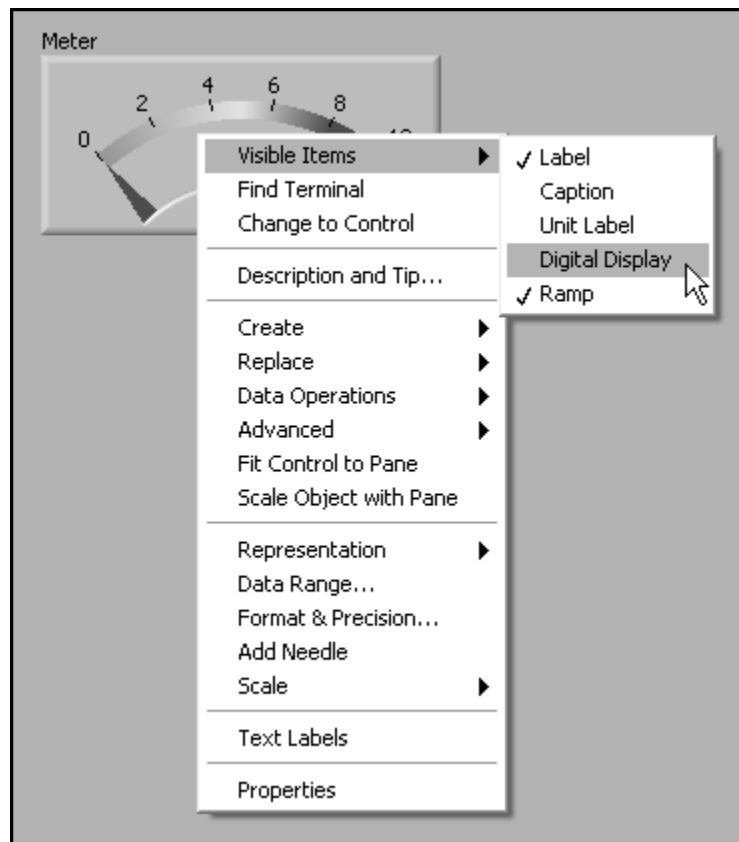 Meter
0
2
4
6
8
10
Visible Items
Find Terminal
Change to Control
Description and Tip...
Create
Replace
Data Operations
Advanced
Fit Control to Pane
Scale Object with Pane
Representation
Data Range...
Format & Precision...
Add Needle
Scale
Text Labels
Properties
Label
Caption
Unit Label
Digital Display
Ramp